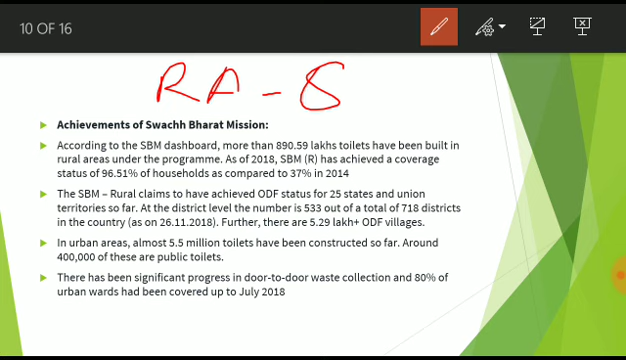 10 OF 16
RA - 8
Achievements of Swachh Bharat Mission:
According to the SBM dashboard, more than 890.59 lakhs toilets have been built in
rural areas under the programme. As of 2018, SBM (R) has achieved a coverage
status of 96.51% of households as compared to 37% in 2014
The SBM – Rural claims to have achieved ODF status for 25 states and union
territories so far. At the district level the number is 533 out of a total of 718 districts
in the country (as on 26.11.2018). Further, there are 5.29 lakh+ ODF villages.
In urban areas, almost 5.5 million toilets have been constructed so far. Around
400,000 of these are public toilets.
There has been significant progress in door-to-door waste collection and 80% of
urban wards had been covered up to July 2018